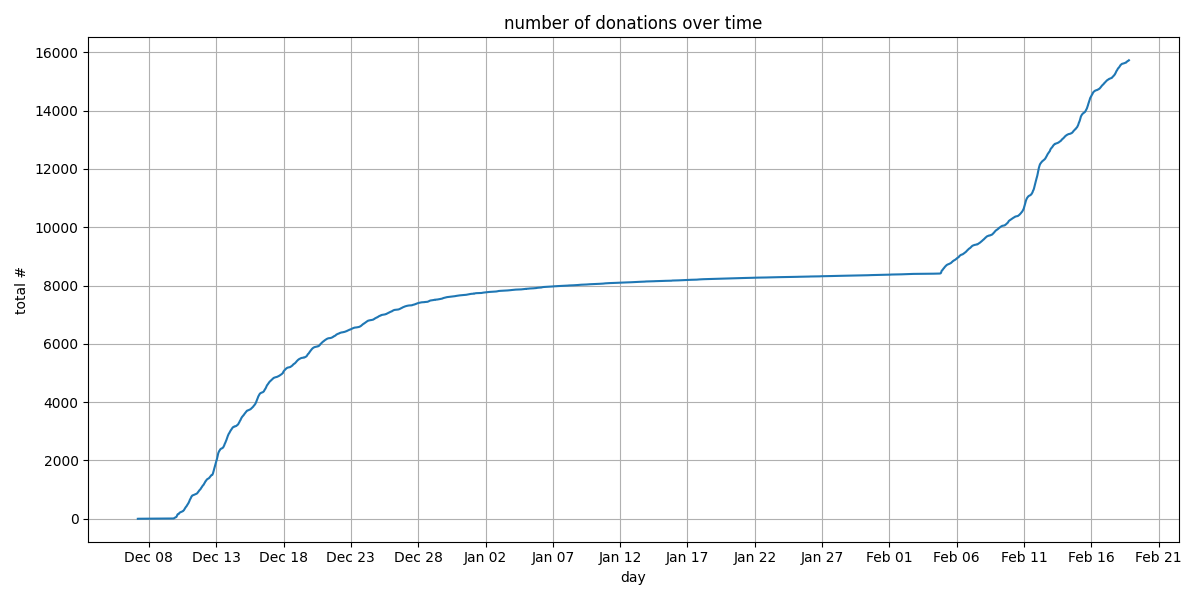 number of donations over time
total #
16000
14000
12000
10000
8000
6000
4000
2000
0
Dec 08 Dec 13 Dec 18 Dec 23 Dec 28 Jan 02 Jan 07 Jan 12 Jan 17 Jan 22 Jan 27 Feb 01 Feb 06 Feb 11 Feb 16 Feb 21
day